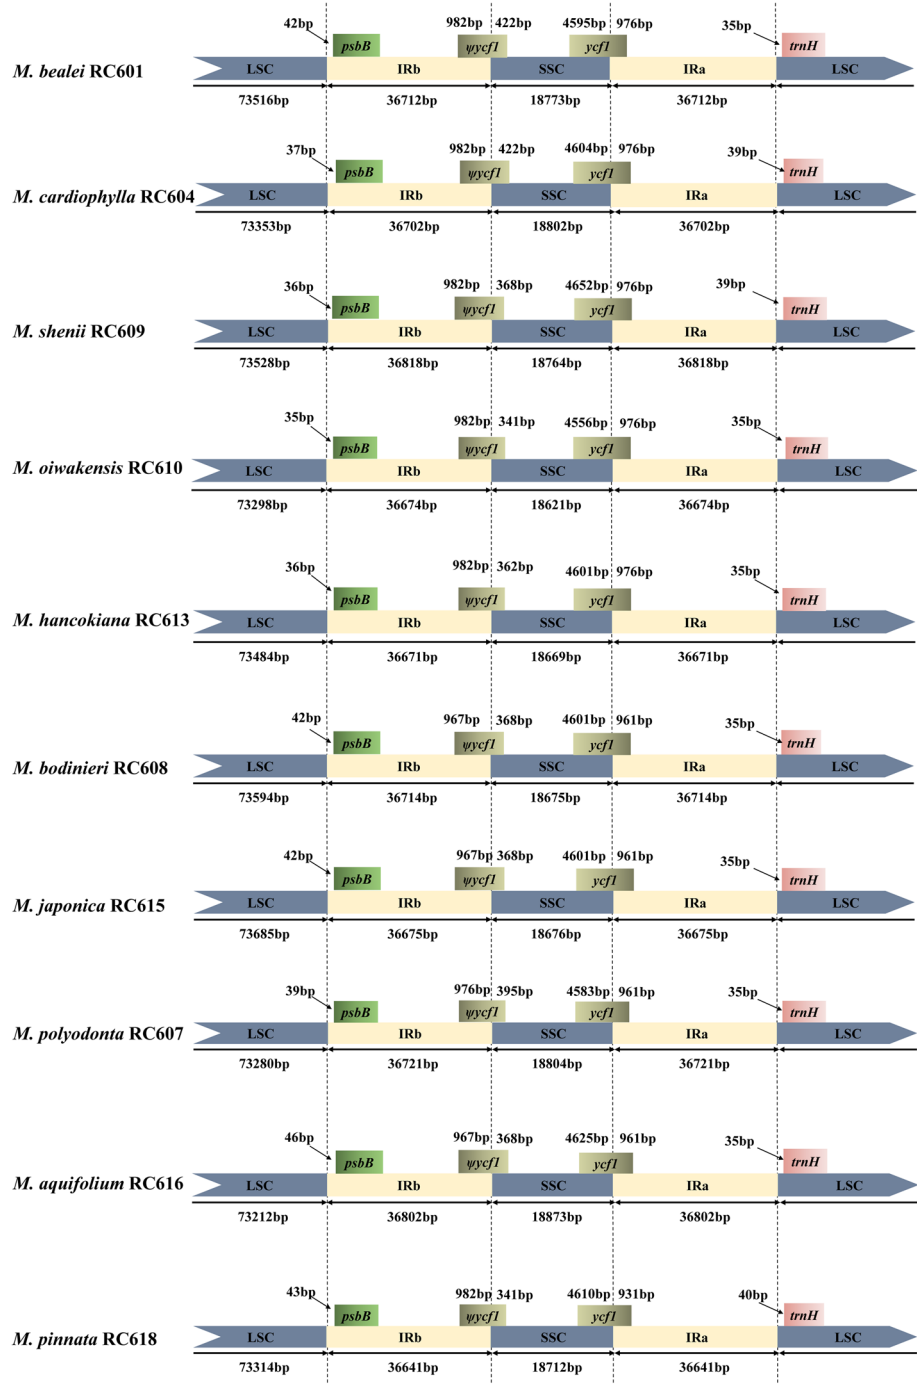 42bp 982bp 422bp 4595bp 976bp 35bp
psbB ψycf1 ycf1 trnH
M. bealei RC601 LSC IRb SSC IRa LSC
73516bp 36712bp 18773bp 36712bp
37bp 982bp 422bp 4604bp 976bp 39bp
psbB ψycf1 ycf1 trnH
M. cardiophylla RC604 LSC IRb SSC IRa LSC
73353bp 36702bp 18802bp 36702bp
36bp 982bp 368bp 4652bp 976bp 39bp
psbB ψycf1 ycf1 trnH
M. shenii RC609 LSC IRb SSC IRa LSC
73528bp 36818bp 18764bp 36818bp
35bp 982bp 341bp 4556bp 976bp 35bp
psbB ψycf1 ycf1 trnH
M. oiwakensis RC610 LSC IRb SSC IRa LSC
73298bp 36674bp 18621bp 36674bp
36bp 982bp 362bp 4601bp 976bp 35bp
psbB ψycf1 ycf1 trnH
M. hancokiana RC613 LSC IRb SSC IRa LSC
73484bp 36671bp 18669bp 36671bp
42bp 967bp 368bp 4601bp 961bp 35bp
psbB ψycf1 ycf1 trnH
M. bodinieri RC608 LSC IRb SSC IRa LSC
73594bp 36714bp 18675bp 36714bp
42bp 967bp 368bp 4601bp 961bp 35bp
psbB ψycf1 ycf1 trnH
M. japonica RC615 LSC IRb SSC IRa LSC
73685bp 36675bp 18676bp 36675bp
39bp 976bp 395bp 4583bp 961bp 35bp
psbB ψycf1 ycf1 trnH
M. polyodonta RC607 LSC IRb SSC IRa LSC
73280bp 36721bp 18804bp 36721bp
46bp 967bp 368bp 4625bp 961bp 35bp
psbB ψycf1 ycf1 trnH
M. aquifolium RC616 LSC IRb SSC IRa LSC
73212bp 36802bp 18873bp 36802bp
43bp 982bp 341bp 4610bp 931bp 40bp
psbB ψycf1 ycf1 trnH
M. pinnata RC618 LSC IRb SSC IRa LSC
73314bp 36641bp 18712bp 36641bp